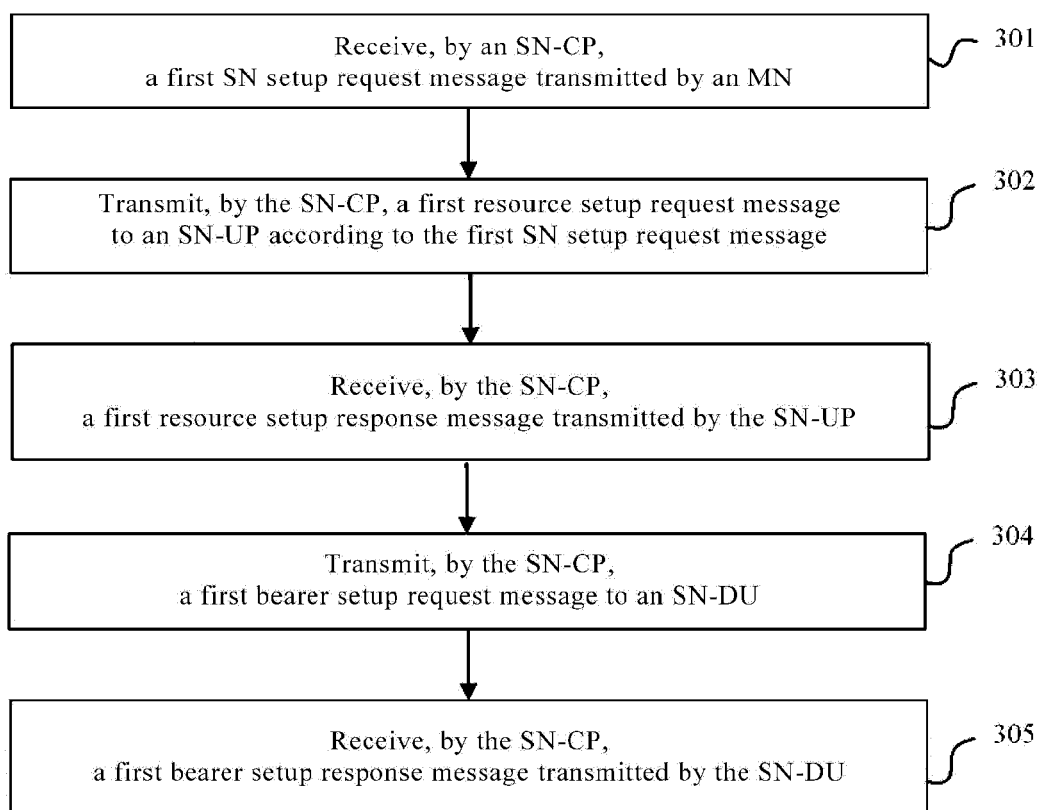 Receive, by an SN-CP,
a first SN setup request message transmitted by an MN
301
Transmit, by the SN-CP, a first resource setup request message
to an SN-UP according to the first SN setup request message
302
Receive, by the SN-CP,
a first resource setup response message transmitted by the SN-UP
303
Transmit, by the SN-CP,
a first bearer setup request message to an SN-DU
304
Receive, by the SN-CP,
a first bearer setup response message transmitted by the SN-DU
305